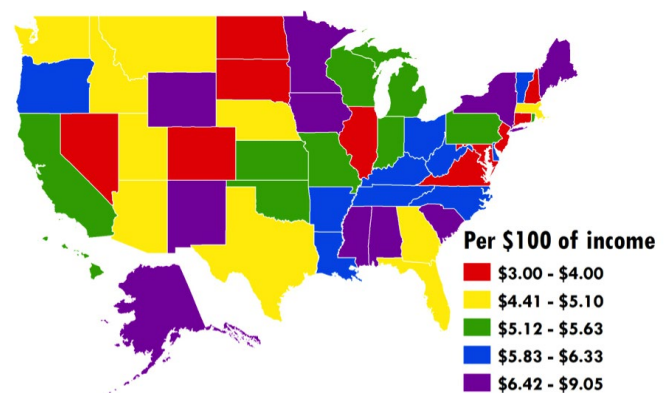 Per $100 of income
$3.00 - $4.00
$4.41 - $5.10
$5.12 - $5.63
$5.83 - $6.33
$6.42 - $9.05